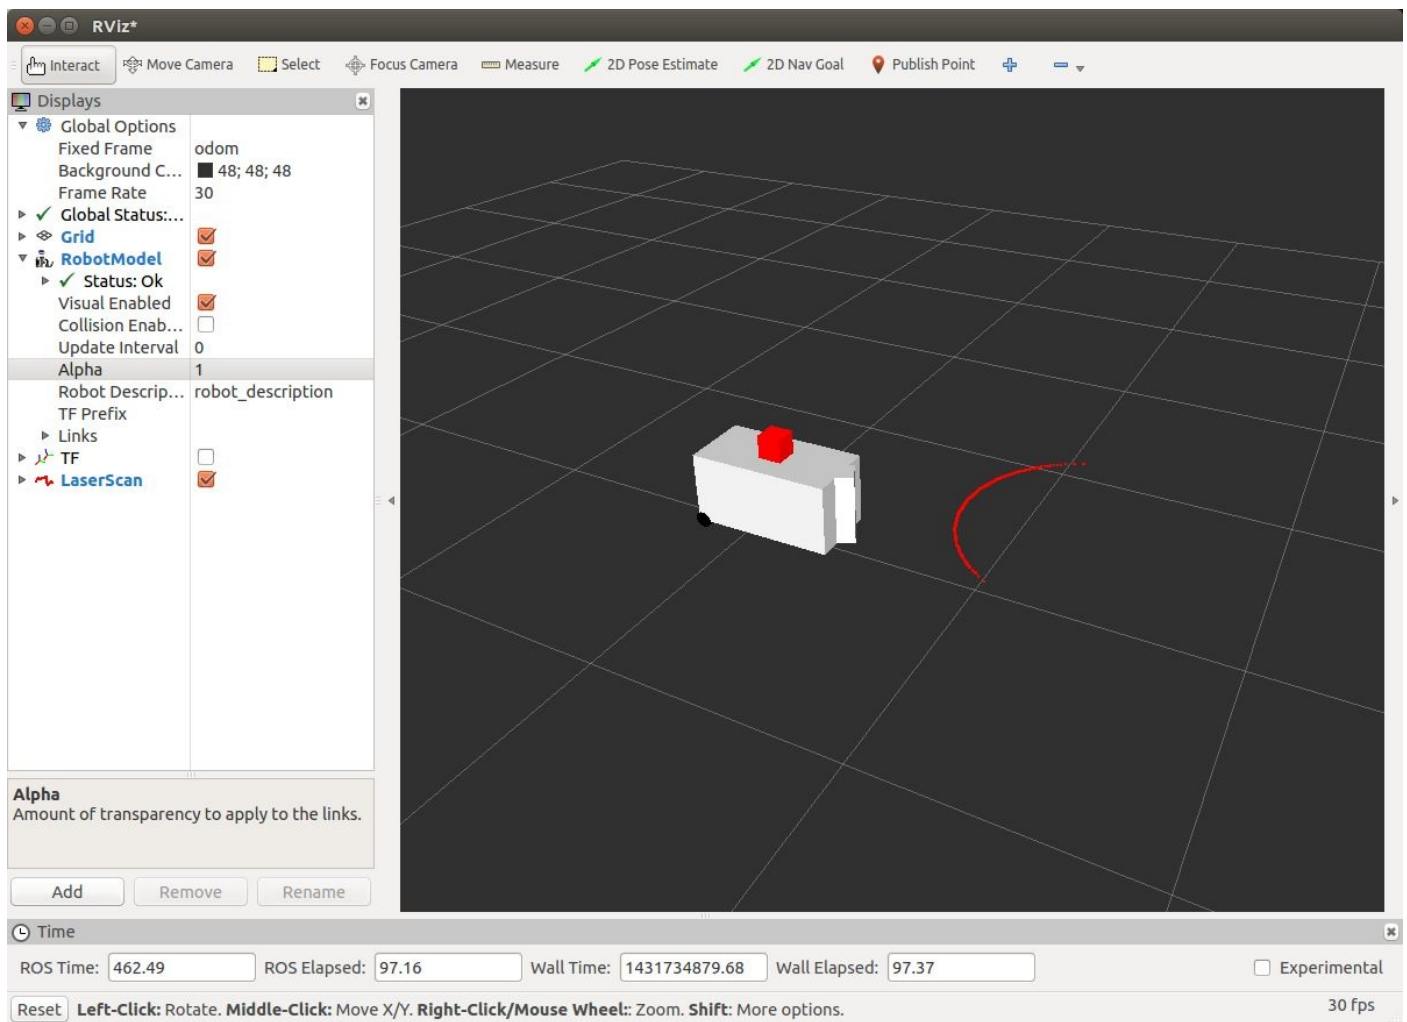 RViz*
Interact Move Camera Select Focus Camera Measure 2D Pose Estimate 2D Nav Goal Publish Point
Displays
Global Options
Fixed Frame odom
Background C... 48; 48; 48
Frame Rate 30
Global Status:...
Grid
RobotModel
Status: Ok
Visual Enabled
Collision Enab...
Update Interval 0
Alpha 1
Robot Descrip... robot_description
TF Prefix
Links
TF
LaserScan
Alpha
Amount of transparency to apply to the links.
Add Remove Rename
Time
ROS Time: 462.49 ROS Elapsed: 97.16 Wall Time: 1431734879.68 Wall Elapsed: 97.37 Experimental
Reset Left-Click: Rotate. Middle-Click: Move X/Y. Right-Click/Mouse Wheel:: Zoom. Shift: More options. 30 fps